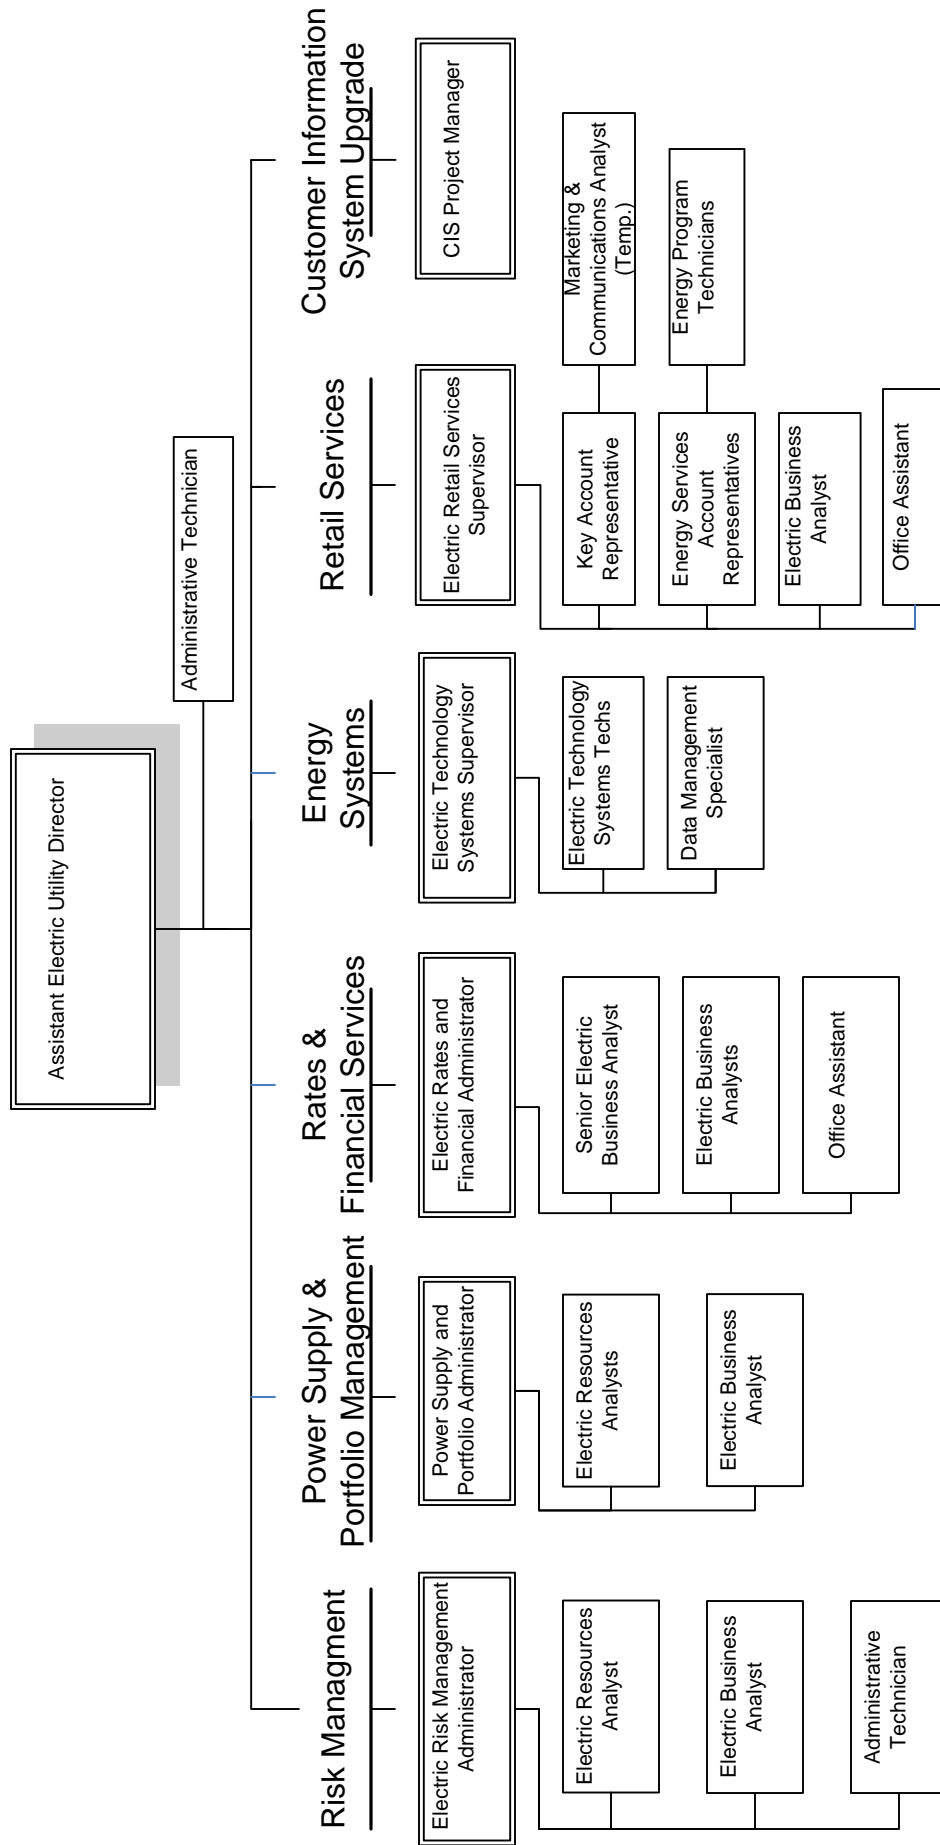 Assistant Electric Utility Director
Administrative Technician
Risk Managment
Electric Risk Management
Administrator
Electric Resources
Analyst
Electric Business
Analyst
Administrative
Technician
Power Supply &
Portfolio Management
Power Supply and
Portfolio Administrator
Electric Resources
Analysts
Electric Business
Analyst
Rates &
Financial Services
Electric Rates and
Financial Administrator
Senior Electric
Business Analyst
Electric Business
Analysts
Office Assistant
Energy
Systems
Electric Technology
Systems Supervisor
Electric Technology
Systems Techs
Data Management
Specialist
Retail Services
Electric Retail Services
Supervisor
Key Account
Representative
Marketing &
Communications Analyst
(Temp.)
Energy Services
Account
Representatives
Energy Program
Technicians
Electric Business
Analyst
Office Assistant
Customer Information
System Upgrade
CIS Project Manager